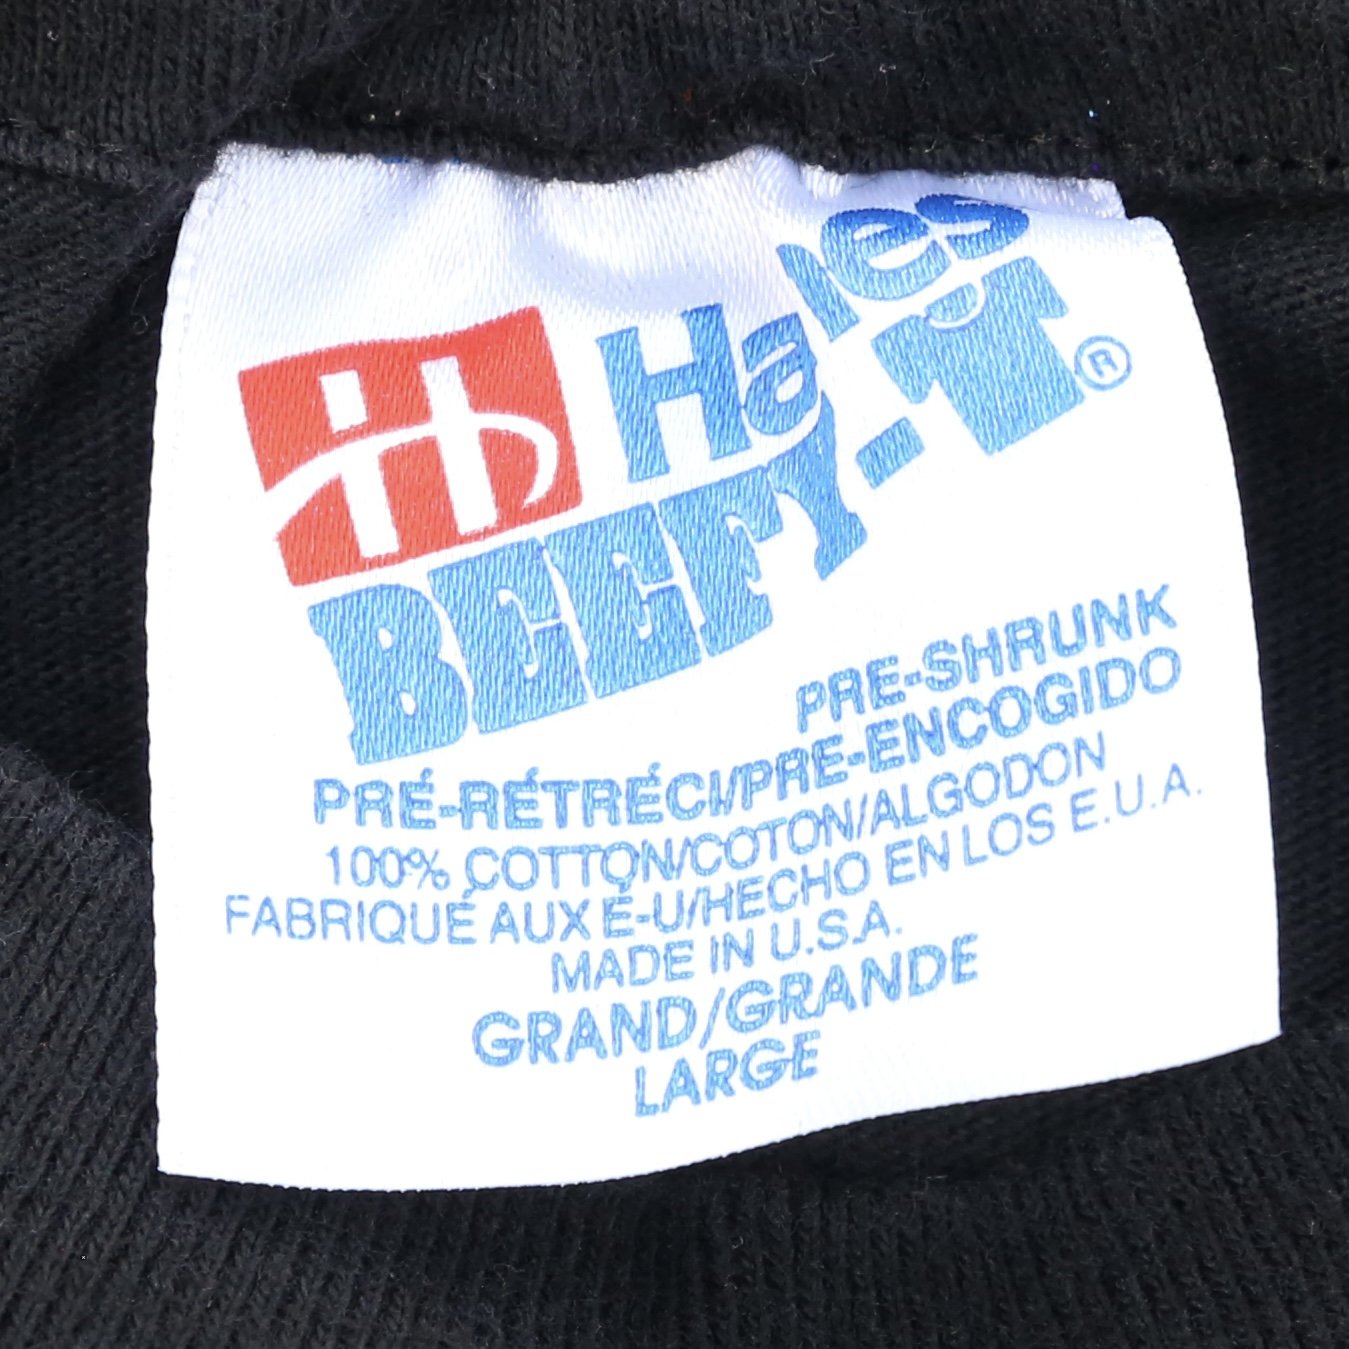 Hanes
BEEFY-T®
PRE-SHRUNK
PRÉ-RÉTRÉCI/PRE-ENCOGIDO
100% COTTON/COTON/ALGODON
FABRIQUÉ AUX É-U/HECHO EN LOS E.U.A.
MADE IN U.S.A.
GRAND/GRANDE
LARGE